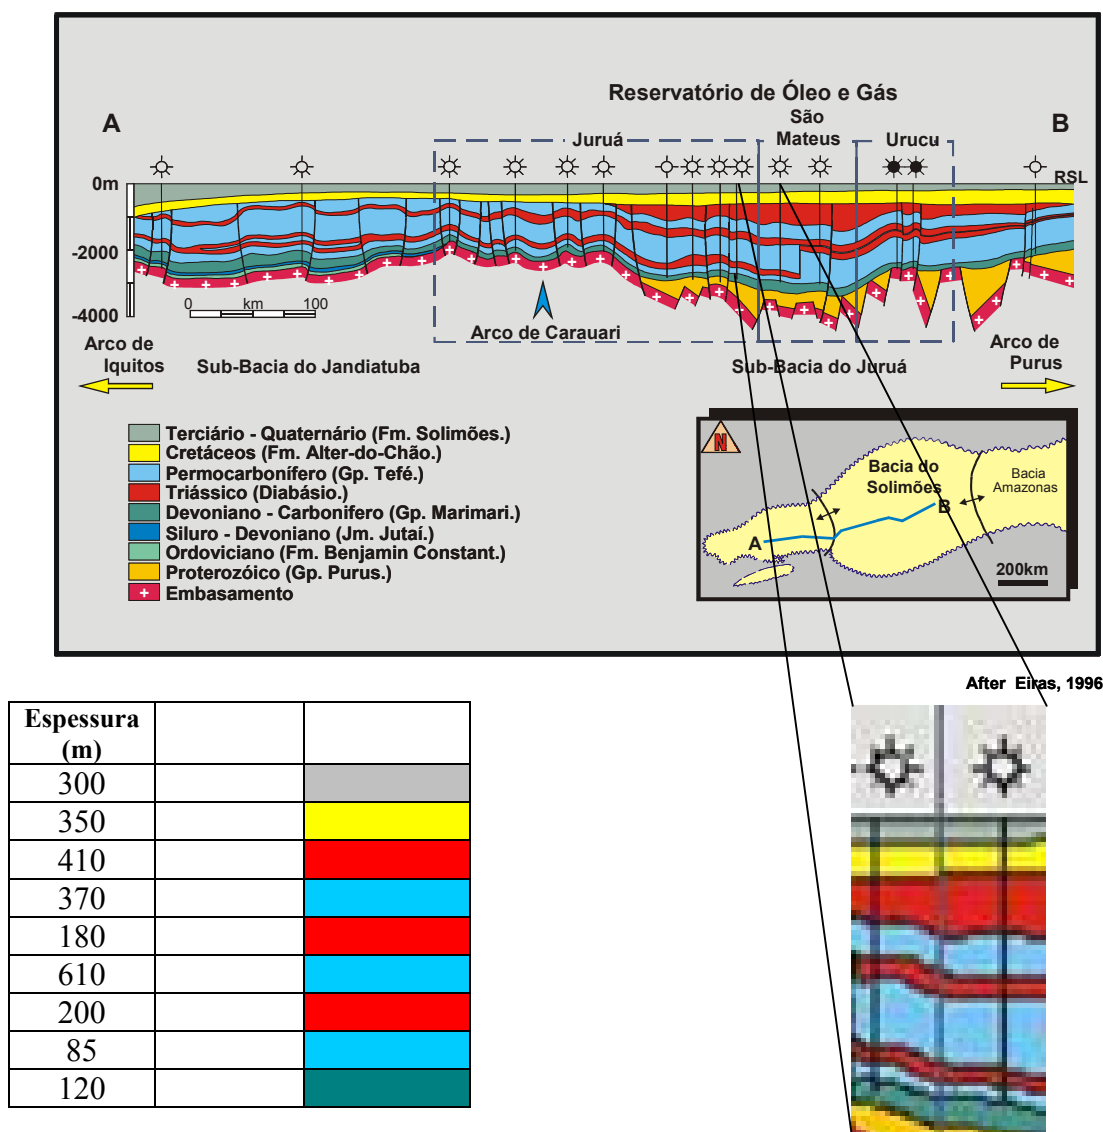 Reservatório de Óleo e Gás
A
Juruá
São
Mateus
Urucu
B
RSL
0m
-2000
-4000
0 km 100
Arco de Carauari
Arco de
Iquitos
Sub-Bacia do Jandiatuba
Sub-Bacia do Juruá
Arco de
Purus
Terciário - Quaternário (Fm. Solimões.)
Cretáceos (Fm. Alter-do-Chão.)
Permocarbonífero (Gp. Tefé.)
Triássico (Diabásio.)
Devoniano - Carbonifero (Gp. Marimari.)
Siluro - Devoniano (Jm. Jutaí.)
Ordoviciano (Fm. Benjamin Constant.)
Proterozóico (Gp. Purus.)
Embasamento
N
Bacia do
Solimões
Bacia
Amazonas
A
B
200km
After Eiras, 1996
Espessura
(m)
300
350
410
370
180
610
200
85
120